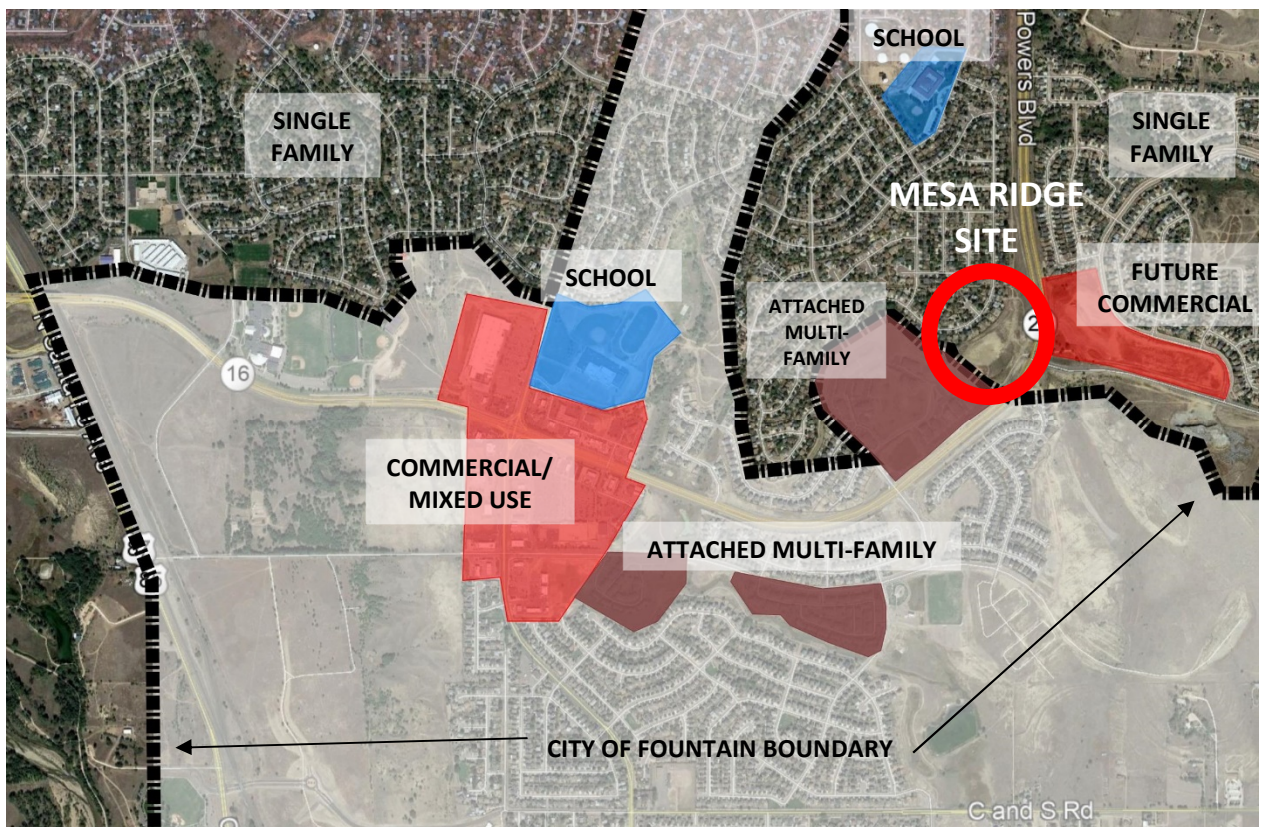 SCHOOL
Powers Blvd
SINGLE
FAMILY
SINGLE
FAMILY
MESA RIDGE
SITE
SCHOOL
FUTURE
COMMERCIAL
ATTACHED
MULTI-
FAMILY
16
2
COMMERCIAL/
MIXED USE
ATTACHED MULTI-FAMILY
CITY OF FOUNTAIN BOUNDARY
C and S Rd